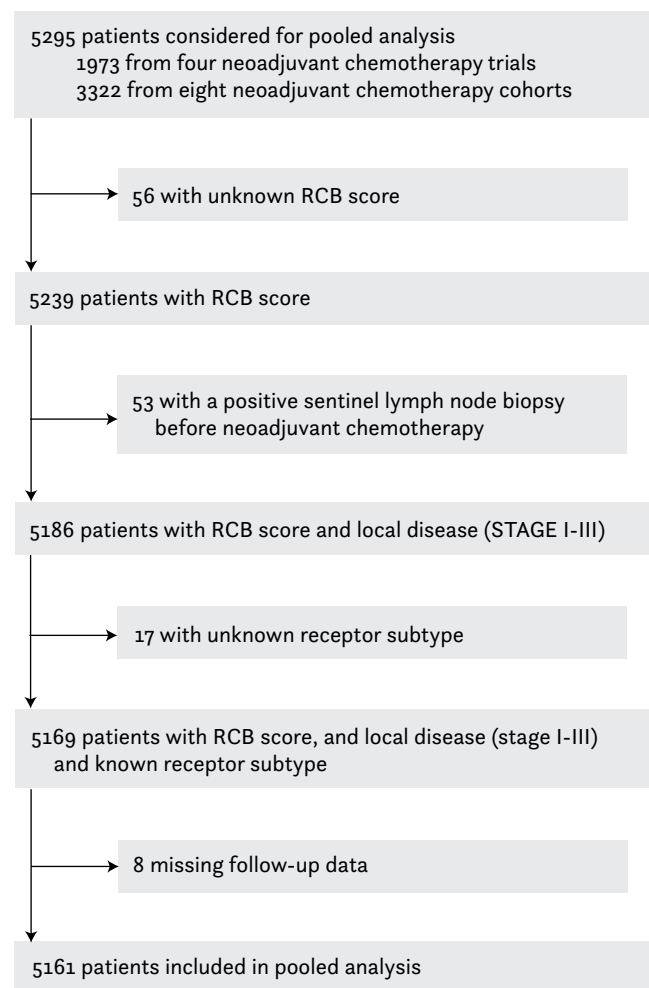 5295 patients considered for pooled analysis
1973 from four neoadjuvant chemotherapy trials
3322 from eight neoadjuvant chemotherapy cohorts
56 with unknown RCB score
5239 patients with RCB score
53 with a positive sentinel lymph node biopsy
before neoadjuvant chemotherapy
5186 patients with RCB score and local disease (STAGE I-III)
17 with unknown receptor subtype
5169 patients with RCB score, and local disease (stage I-III)
and known receptor subtype
8 missing follow-up data
5161 patients included in pooled analysis